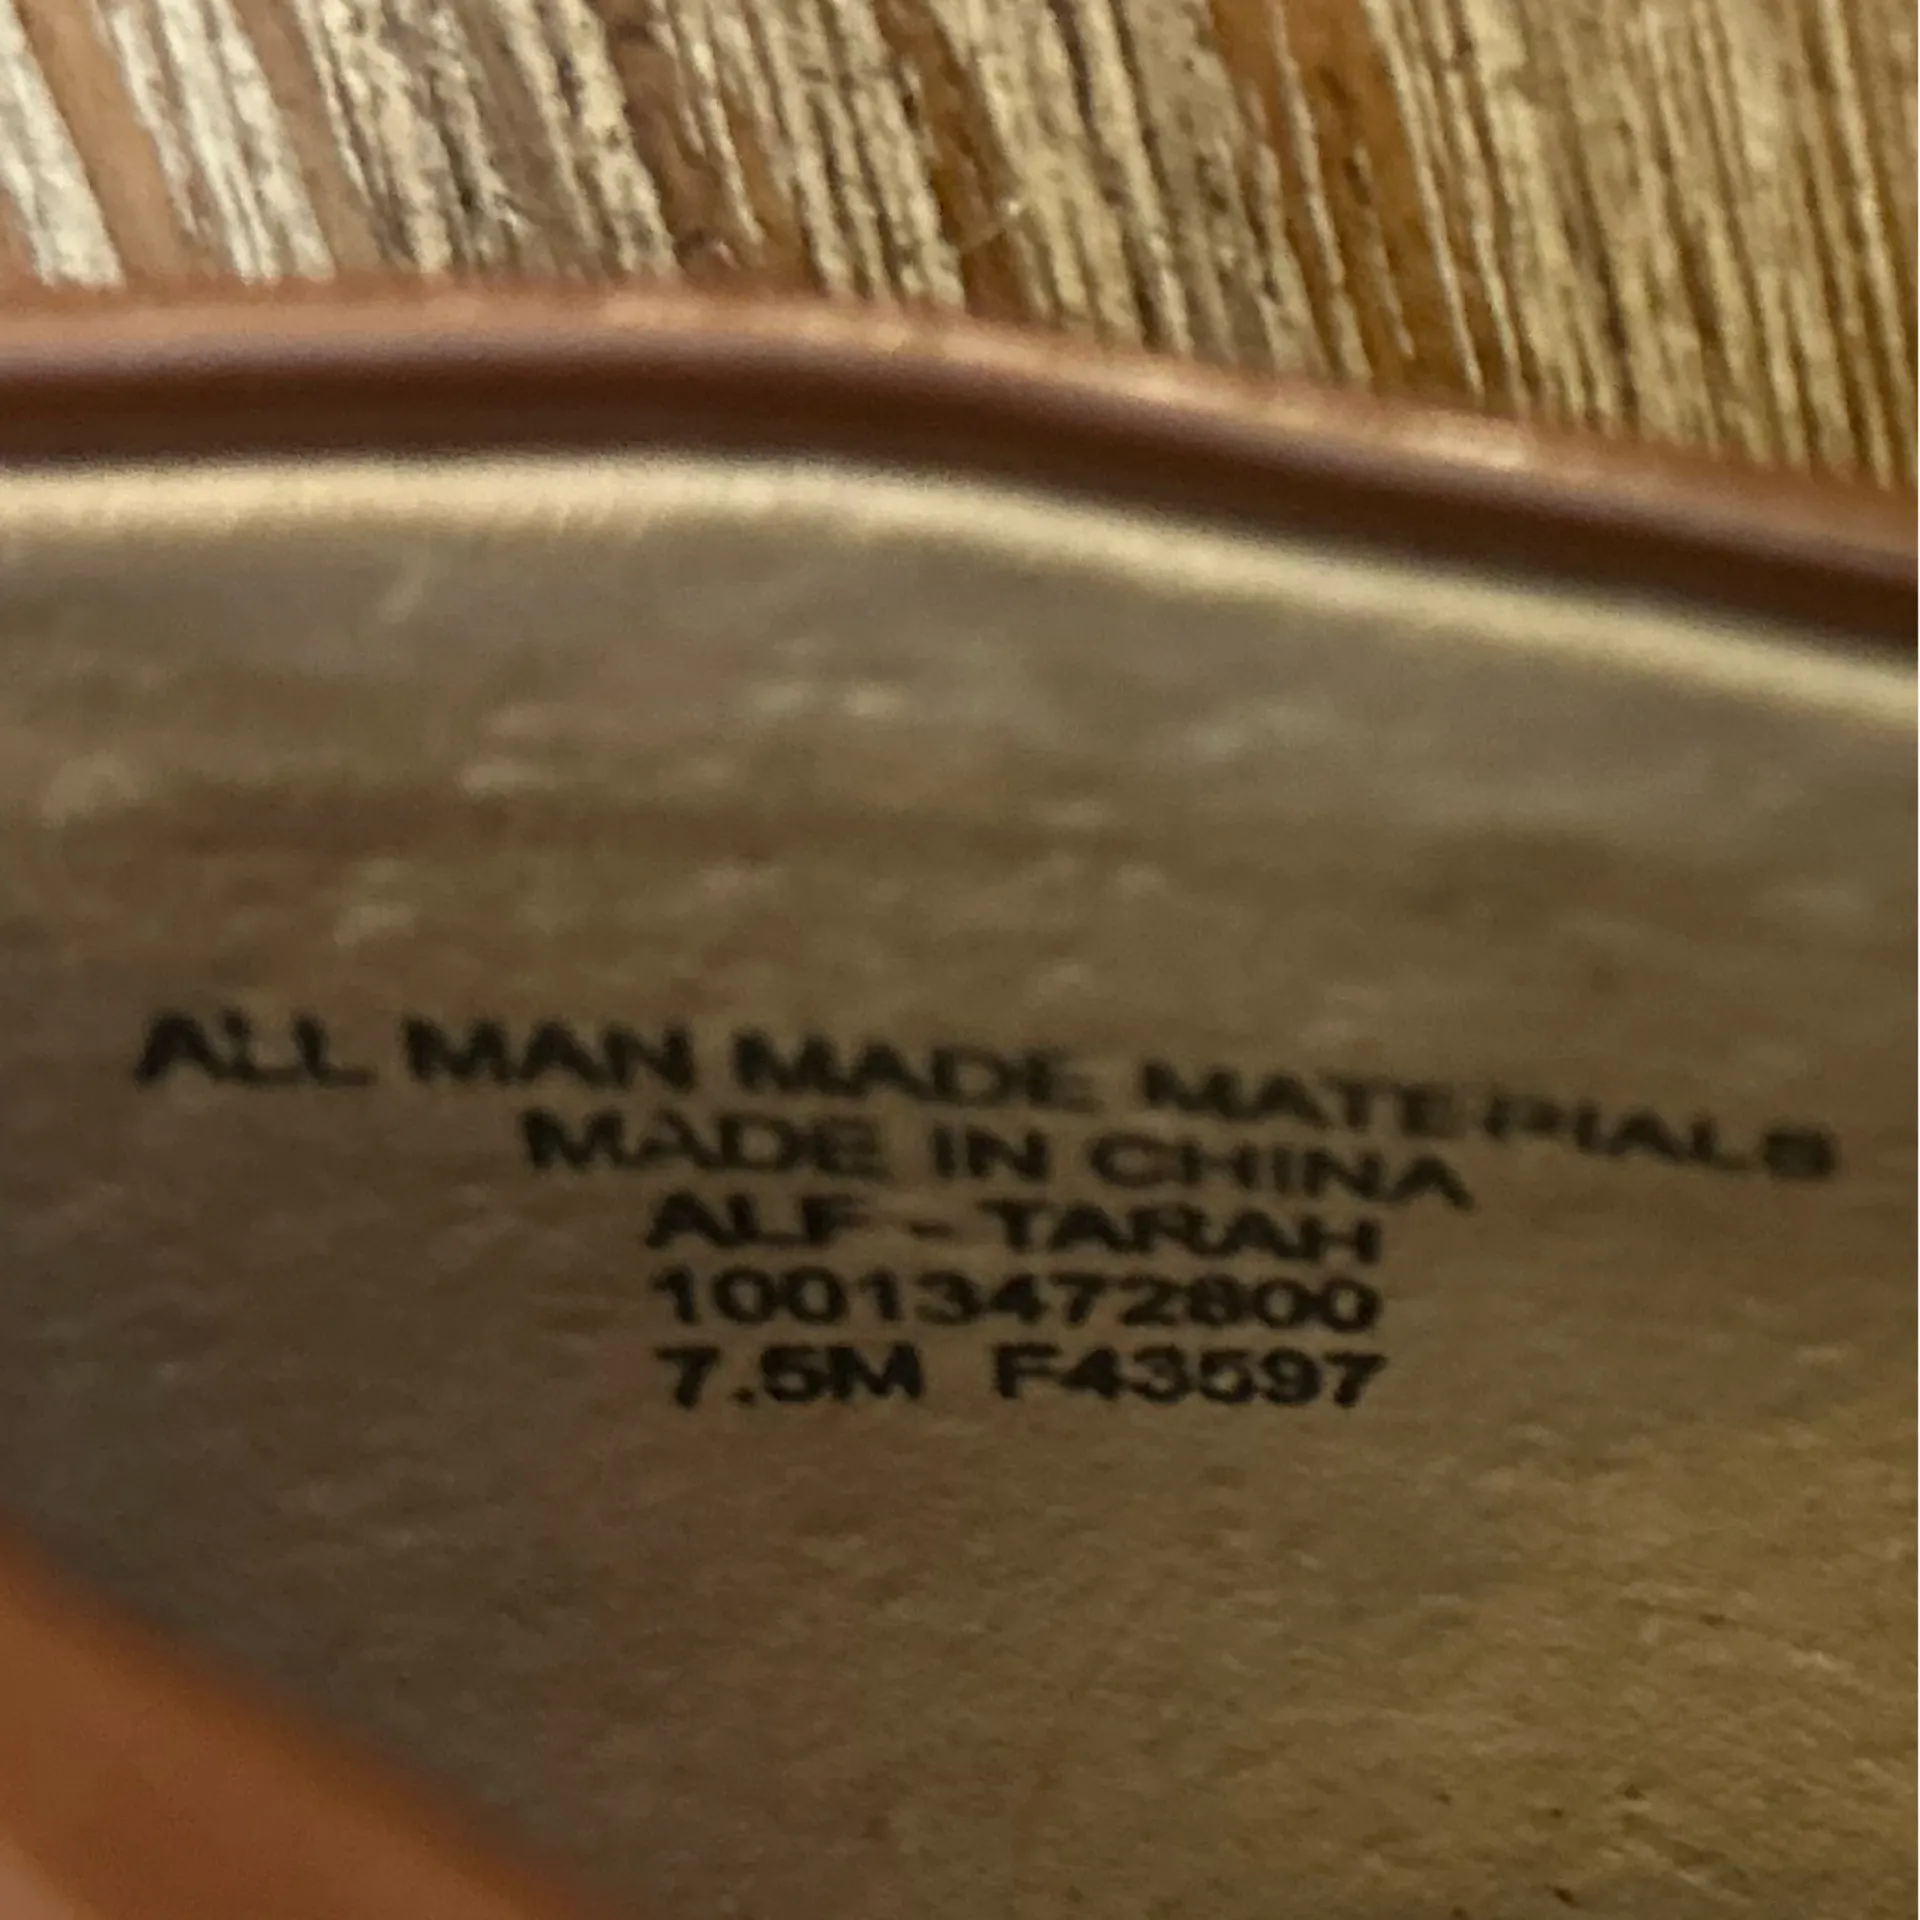 ALL MAN MADE MATERIALS
MADE IN CHINA
ALF - TARAH
10013472800
7.5M F43597